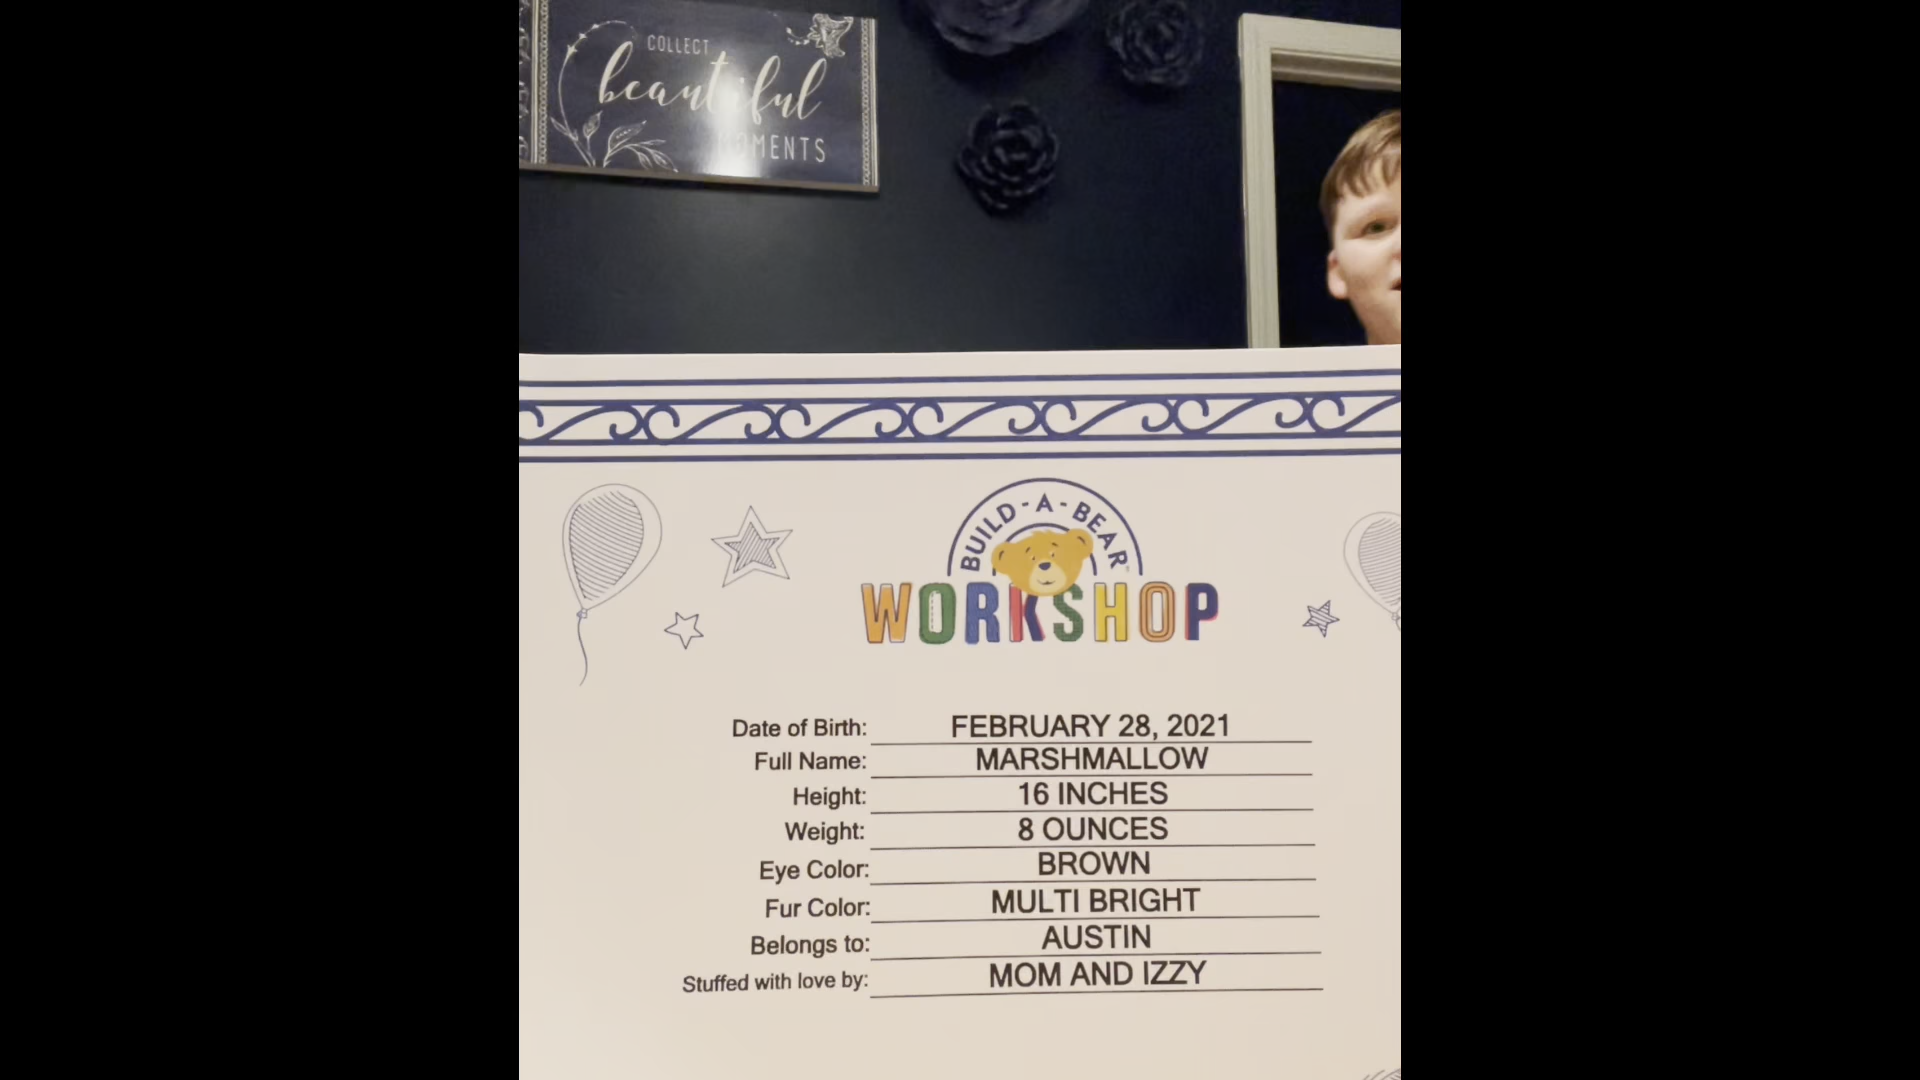 COLLECT
beautiful
MOMENTS
BUILD-A-BEAR
WORKSHOP
Date of Birth: FEBRUARY 28, 2021
Full Name: MARSHMALLOW
Height: 16 INCHES
Weight: 8 OUNCES
Eye Color: BROWN
Fur Color: MULTI BRIGHT
Belongs to: AUSTIN
Stuffed with love by: MOM AND IZZY